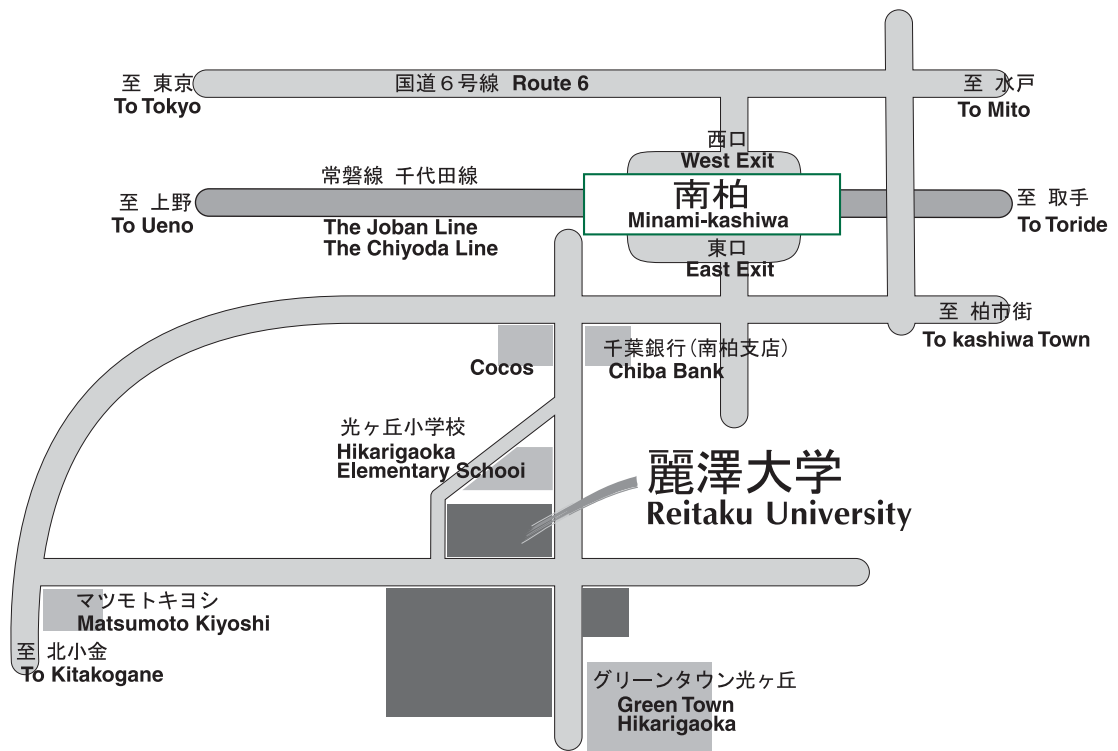 至 東京
To Tokyo
国道6号線 Route 6
至 水戸
To Mito
西口
West Exit
常磐線 千代田線
至 上野
To Ueno
The Joban Line
The Chiyoda Line
南柏
Minami-kashiwa
至 取手
To Toride
東口
East Exit
至 柏市街
To kashiwa Town
Cocos
千葉銀行(南柏支店)
Chiba Bank
光ヶ丘小学校
Hikarigaoka
Elementary Schooi
麗澤大学
Reitaku University
マツモトキヨシ
Matsumoto Kiyoshi
至 北小金
To Kitakogane
グリーンタウン光ヶ丘
Green Town
Hikarigaoka